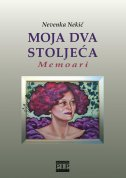 Nevenka Nekić
MOJA DVA
STOLJEĆA
Memoari